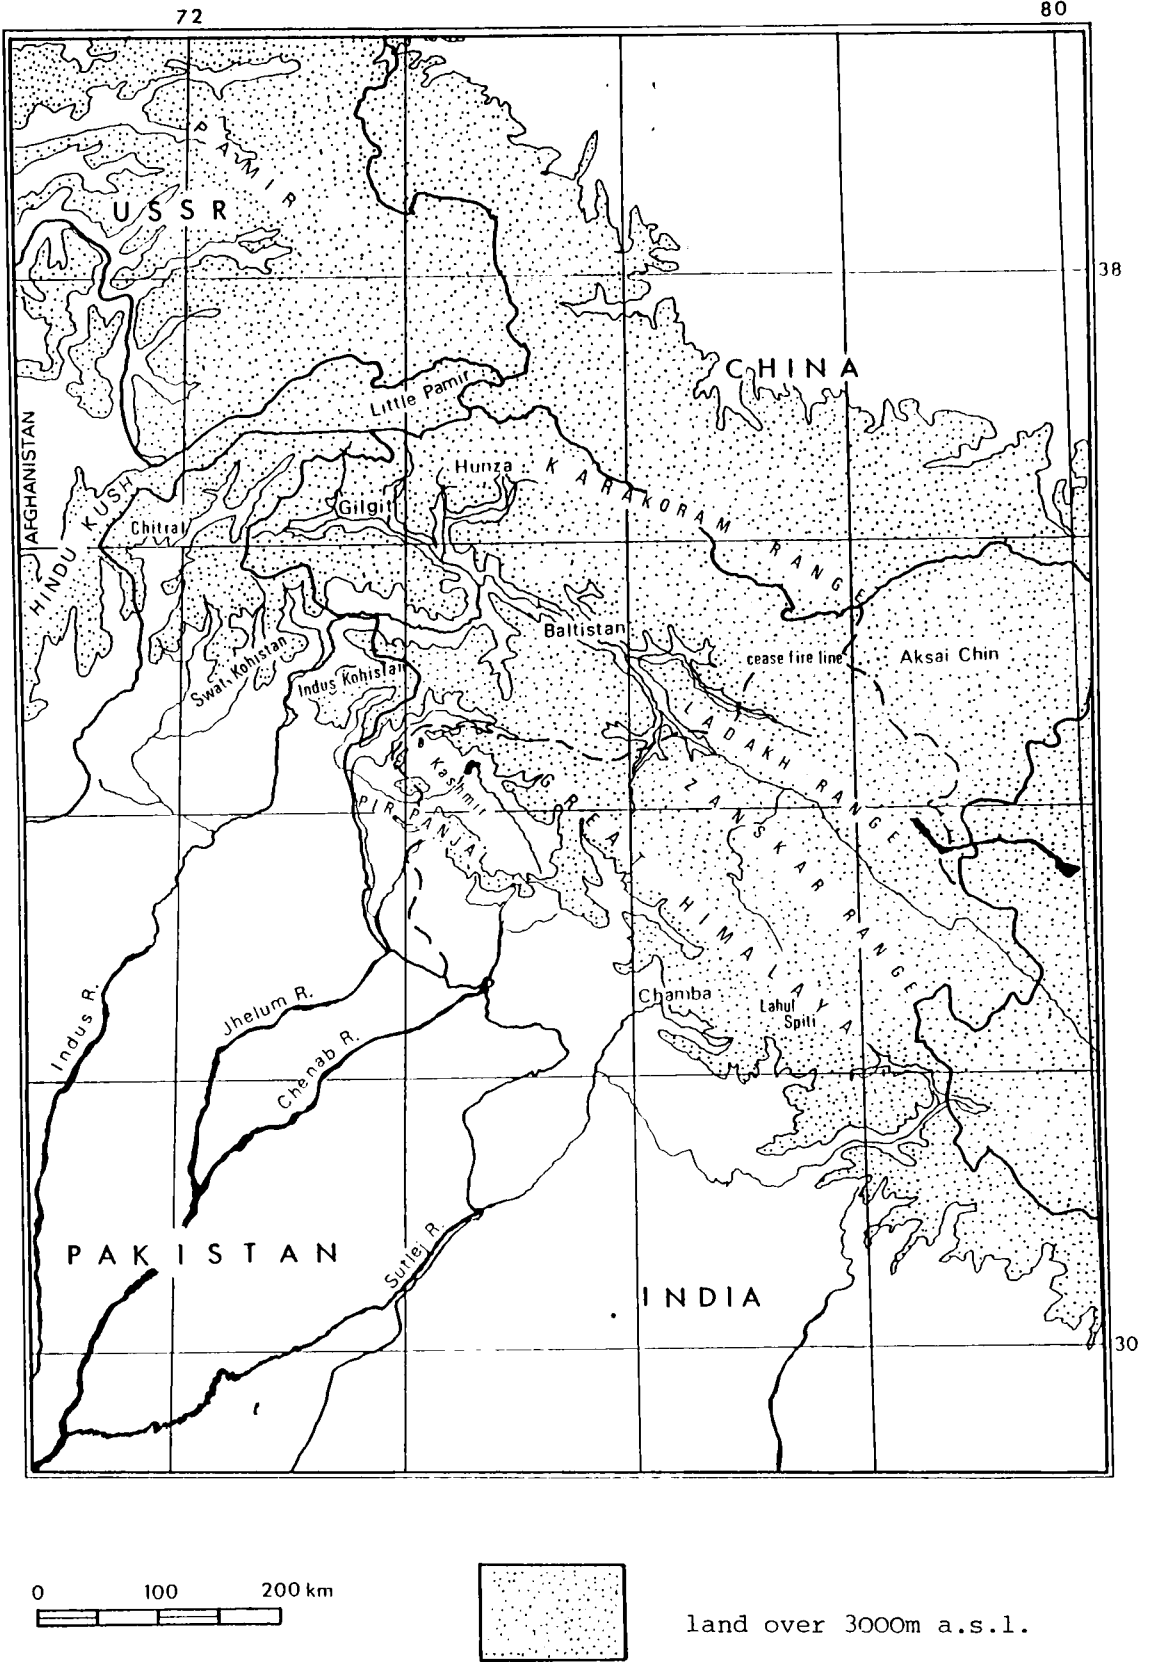 72
80
PAMIR
USSR
38
CHINA
Little Pamir
AFGHANISTAN
HINDU KUSH
Chitral
Gilgit
Hunza
KARAKORAM RANGE
Swat Kohistan
Indus Kohistan
Baltistan
cease fire line
Aksai Chin
LADAKH RANGE
ZANSKAR RANGE
Kashmir
PIR PANJAL
GREAT HIMALAYA
Chamba
Lahul
Spiti
Indus R.
Jhelum R.
Chenab R.
Sutlej R.
PAKISTAN
INDIA
30
0 100 200 km
land over 3000m a.s.l.